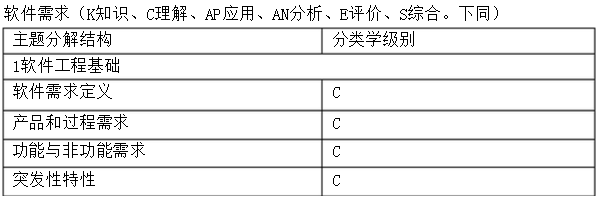 软件需求（K知识、C理解、AP应用、AN分析、E评价、S综合。下同）
主题分解结构 分类学级别
1软件工程基础
软件需求定义 C
产品和过程需求 C
功能与非功能需求 C
突发性特性 C